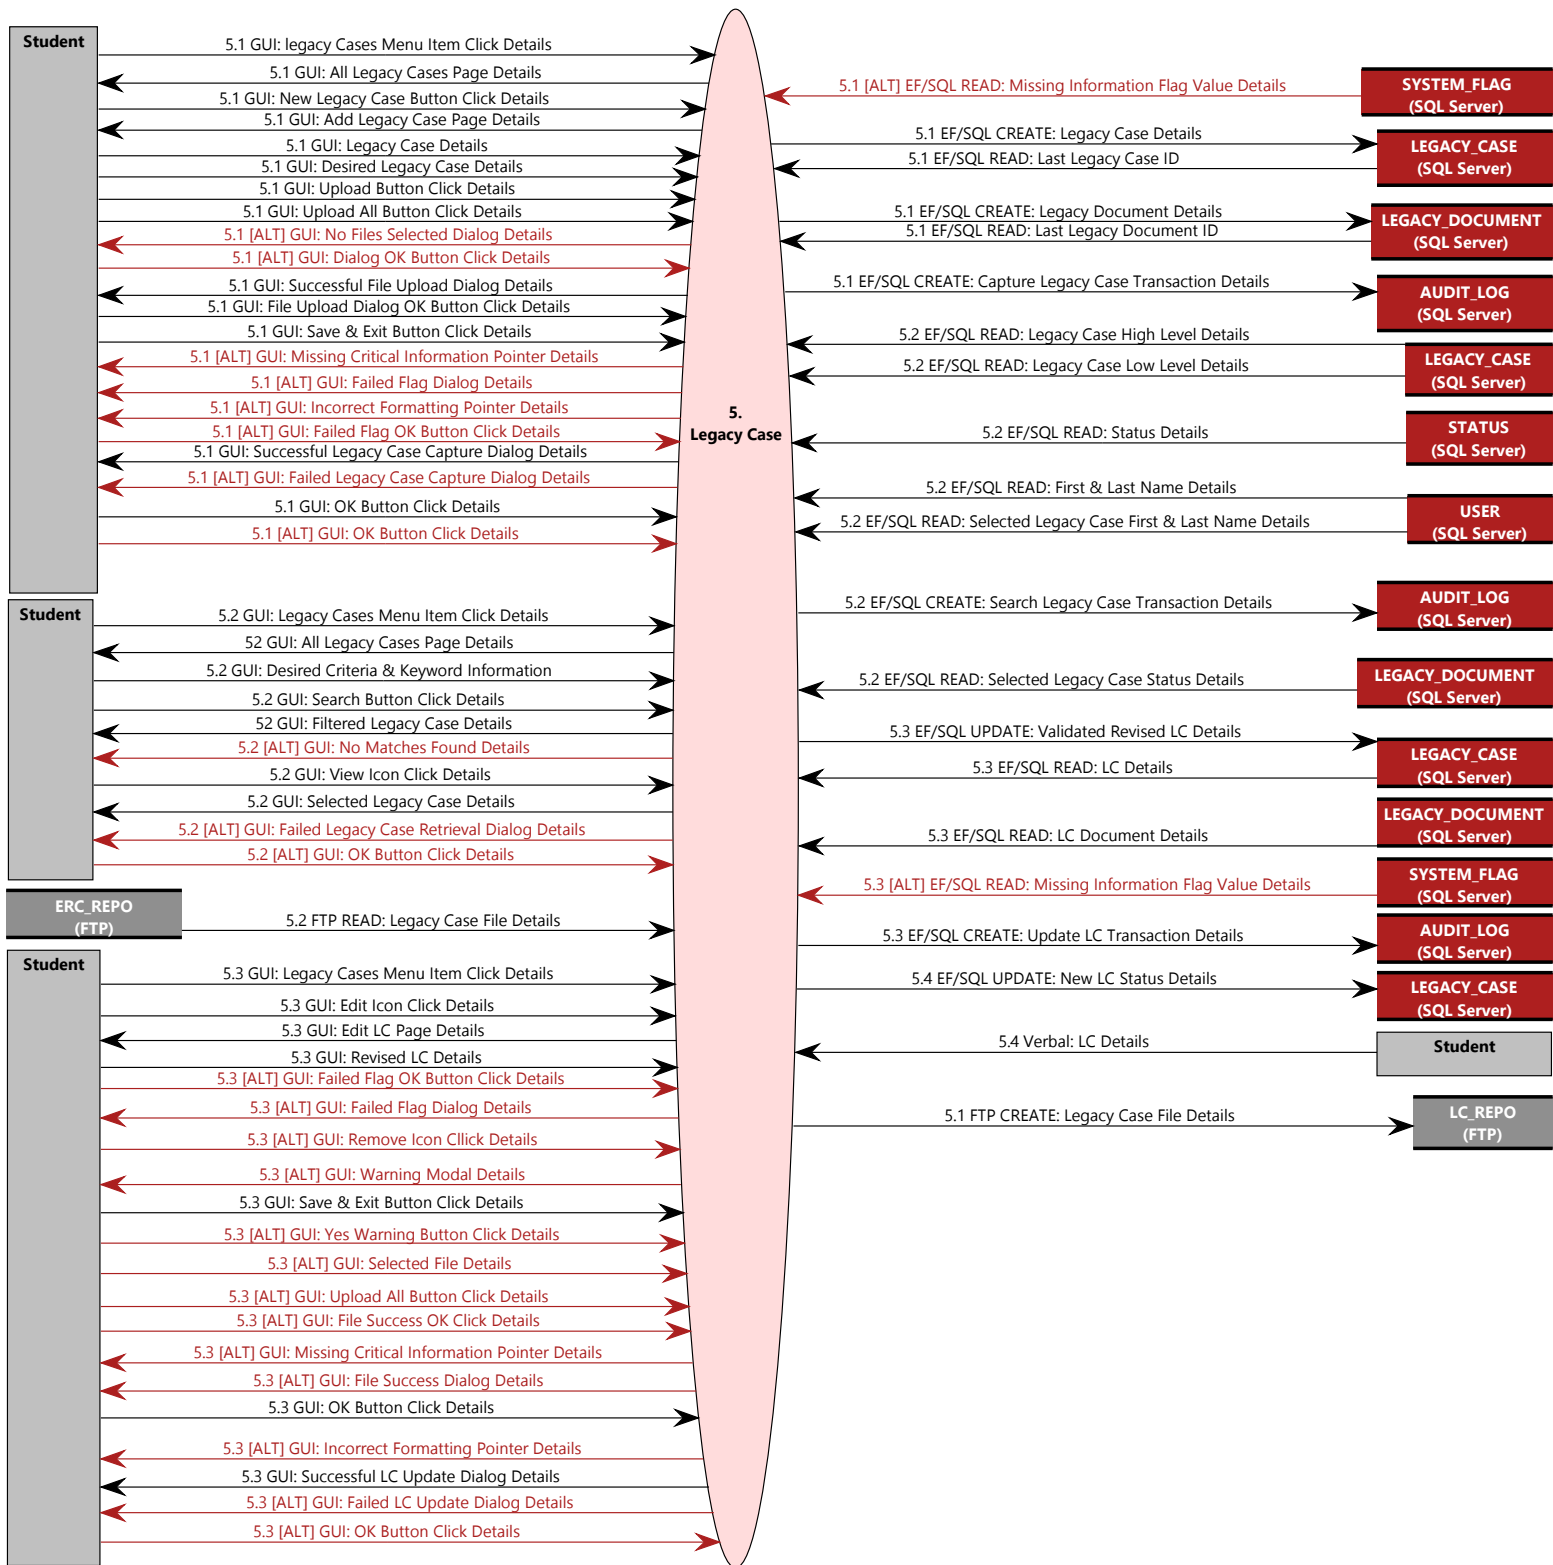 Student
5.1 GUI: legacy Cases Menu Item Click Details
5.1 GUI: All Legacy Cases Page Details
5.1 GUI: New Legacy Case Button Click Details
5.1 GUI: Add Legacy Case Page Details
5.1 GUI: Legacy Case Details
5.1 GUI: Desired Legacy Case Details
5.1 GUI: Upload Button Click Details
5.1 GUI: Upload All Button Click Details
5.1 [ALT] GUI: No Files Selected Dialog Details
5.1 [ALT] GUI: Dialog OK Button Click Details
5.1 GUI: Successful File Upload Dialog Details
5.1 GUI: File Upload Dialog OK Button Click Details
5.1 GUI: Save & Exit Button Click Details
5.1 [ALT] GUI: Missing Critical Information Pointer Details
5.1 [ALT] GUI: Failed Flag Dialog Details
5.1 [ALT] GUI: Incorrect Formatting Pointer Details
5.1 [ALT] GUI: Failed Flag OK Button Click Details
5.1 GUI: Successful Legacy Case Capture Dialog Details
5.1 [ALT] GUI: Failed Legacy Case Capture Dialog Details
5.1 GUI: OK Button Click Details
5.1 [ALT] GUI: OK Button Click Details
Student
5.2 GUI: Legacy Cases Menu Item Click Details
52 GUI: All Legacy Cases Page Details
5.2 GUI: Desired Criteria & Keyword Information
5.2 GUI: Search Button Click Details
52 GUI: Filtered Legacy Case Details
5.2 [ALT] GUI: No Matches Found Details
5.2 GUI: View Icon Click Details
5.2 GUI: Selected Legacy Case Details
5.2 [ALT] GUI: Failed Legacy Case Retrieval Dialog Details
5.2 [ALT] GUI: OK Button Click Details
ERC_REPO
(FTP)
5.2 FTP READ: Legacy Case File Details
Student
5.3 GUI: Legacy Cases Menu Item Click Details
5.3 GUI: Edit Icon Click Details
5.3 GUI: Edit LC Page Details
5.3 GUI: Revised LC Details
5.3 [ALT] GUI: Failed Flag OK Button Click Details
5.3 [ALT] GUI: Failed Flag Dialog Details
5.3 [ALT] GUI: Remove Icon Cllick Details
5.3 [ALT] GUI: Warning Modal Details
5.3 GUI: Save & Exit Button Click Details
5.3 [ALT] GUI: Yes Warning Button Click Details
5.3 [ALT] GUI: Selected File Details
5.3 [ALT] GUI: Upload All Button Click Details
5.3 [ALT] GUI: File Success OK Click Details
5.3 [ALT] GUI: Missing Critical Information Pointer Details
5.3 [ALT] GUI: File Success Dialog Details
5.3 GUI: OK Button Click Details
5.3 [ALT] GUI: Incorrect Formatting Pointer Details
5.3 GUI: Successful LC Update Dialog Details
5.3 [ALT] GUI: Failed LC Update Dialog Details
5.3 [ALT] GUI: OK Button Click Details
5.
Legacy Case
5.1 [ALT] EF/SQL READ: Missing Information Flag Value Details
SYSTEM_FLAG
(SQL Server)
5.1 EF/SQL CREATE: Legacy Case Details
5.1 EF/SQL READ: Last Legacy Case ID
LEGACY_CASE
(SQL Server)
5.1 EF/SQL CREATE: Legacy Document Details
5.1 EF/SQL READ: Last Legacy Document ID
LEGACY_DOCUMENT
(SQL Server)
5.1 EF/SQL CREATE: Capture Legacy Case Transaction Details
AUDIT_LOG
(SQL Server)
5.2 EF/SQL READ: Legacy Case High Level Details
5.2 EF/SQL READ: Legacy Case Low Level Details
LEGACY_CASE
(SQL Server)
5.2 EF/SQL READ: Status Details
STATUS
(SQL Server)
5.2 EF/SQL READ: First & Last Name Details
5.2 EF/SQL READ: Selected Legacy Case First & Last Name Details
USER
(SQL Server)
5.2 EF/SQL CREATE: Search Legacy Case Transaction Details
AUDIT_LOG
(SQL Server)
5.2 EF/SQL READ: Selected Legacy Case Status Details
LEGACY_DOCUMENT
(SQL Server)
5.3 EF/SQL UPDATE: Validated Revised LC Details
5.3 EF/SQL READ: LC Details
LEGACY_CASE
(SQL Server)
5.3 EF/SQL READ: LC Document Details
LEGACY_DOCUMENT
(SQL Server)
5.3 [ALT] EF/SQL READ: Missing Information Flag Value Details
SYSTEM_FLAG
(SQL Server)
5.3 EF/SQL CREATE: Update LC Transaction Details
AUDIT_LOG
(SQL Server)
5.4 EF/SQL UPDATE: New LC Status Details
LEGACY_CASE
(SQL Server)
5.4 Verbal: LC Details
Student
5.1 FTP CREATE: Legacy Case File Details
LC_REPO
(FTP)